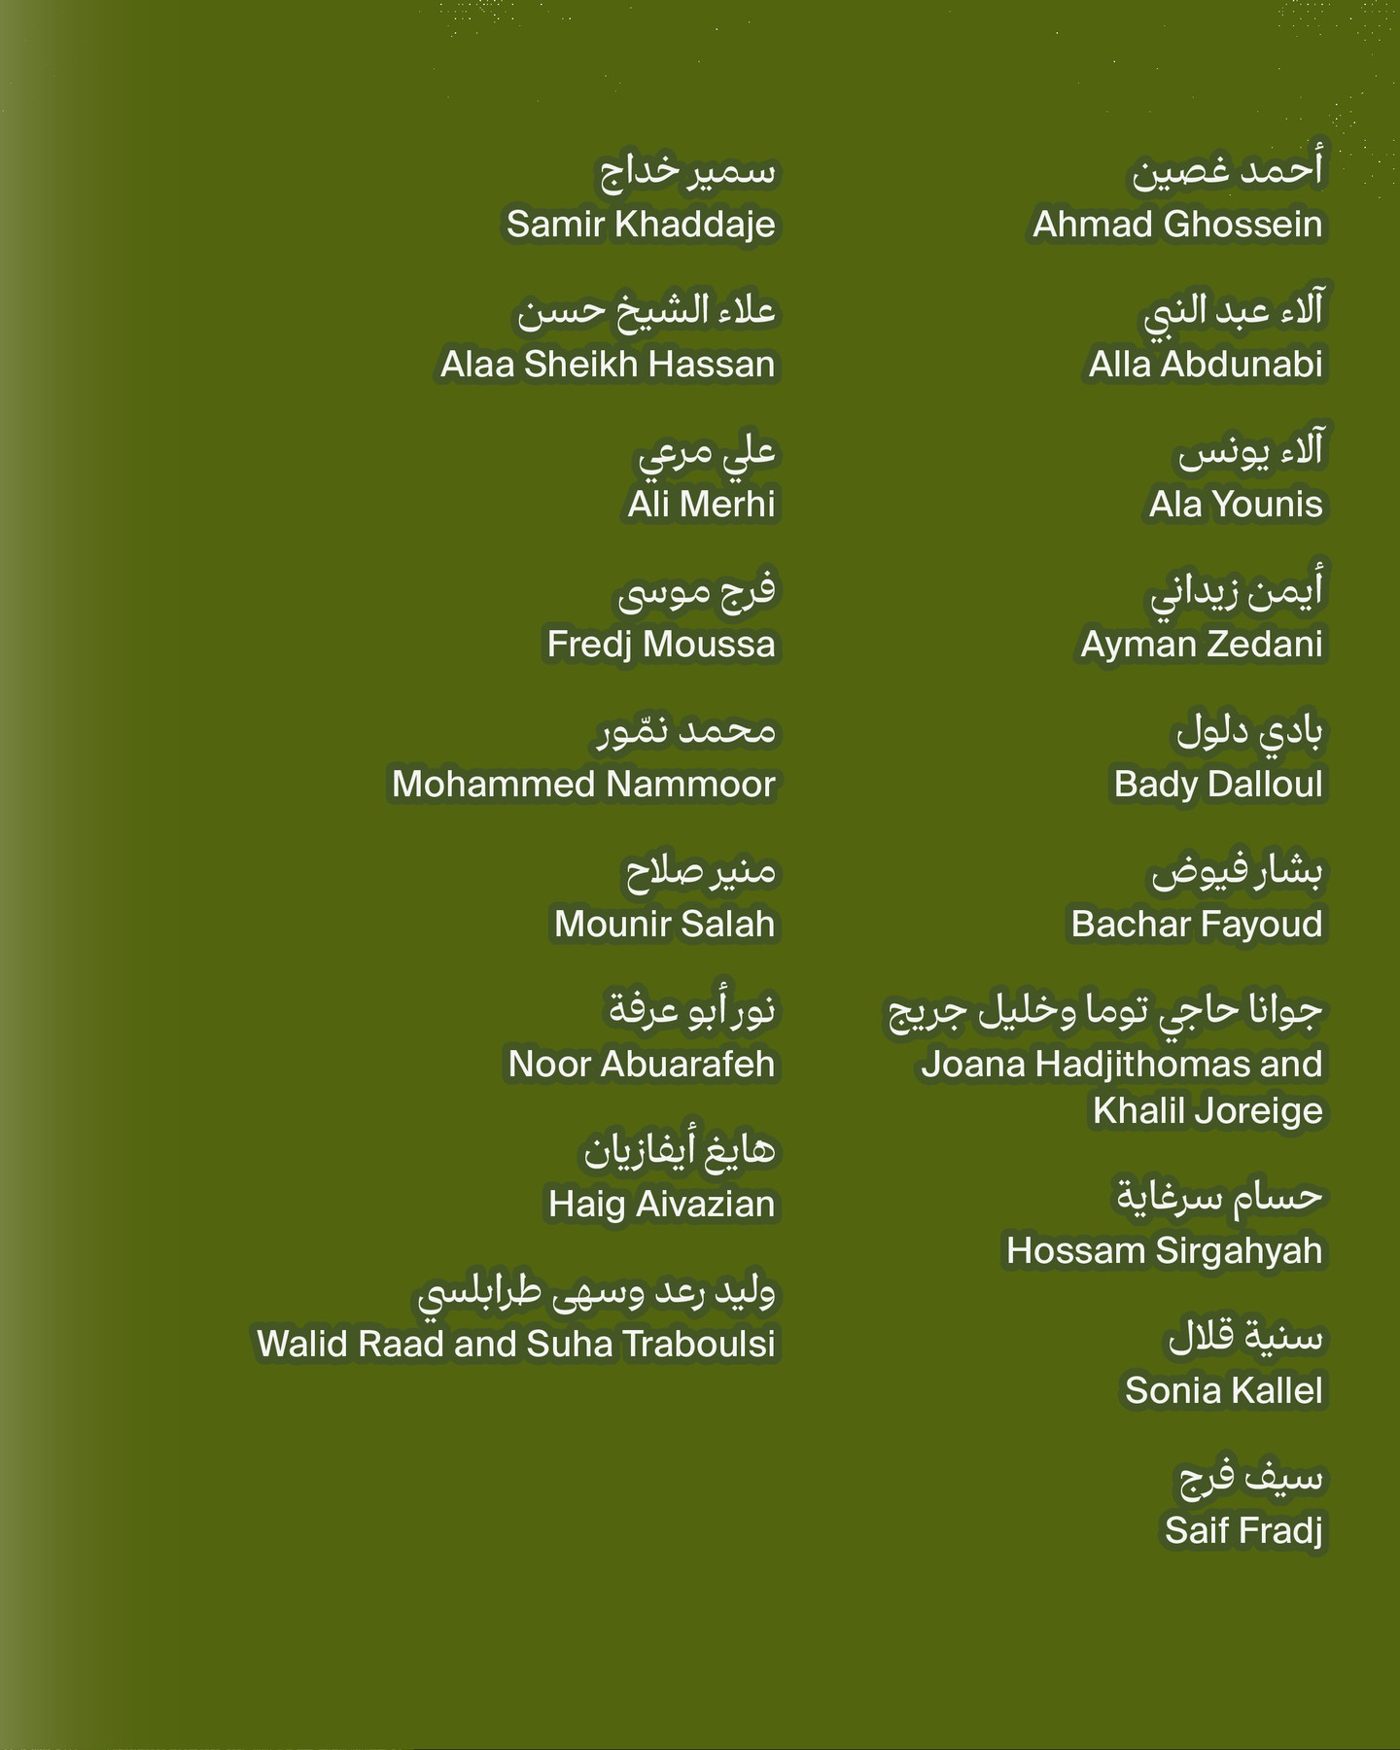 أحمد غصين
Ahmad Ghossein
آلاء عبد النبي
Alla Abdunabi
آلاء يونس
Ala Younis
أيمن زيداني
Ayman Zedani
بادي دلول
Bady Dalloul
بشار فيوض
Bachar Fayoud
جوانا حاجي توما وخليل جريج
Joana Hadjithomas and
Khalil Joreige
حسام سرغاية
Hossam Sirgahyah
سنية قلال
Sonia Kallel
سيف فرج
Saif Fradj
سمير خداج
Samir Khaddaje
علاء الشيخ حسن
Alaa Sheikh Hassan
علي مرعي
Ali Merhi
فرج موسى
Fredj Moussa
محمد نمّور
Mohammed Nammoor
منير صلاح
Mounir Salah
نور أبو عرفة
Noor Abuarafeh
هايغ أيفازيان
Haig Aivazian
وليد رعد وسهى طرابلسي
Walid Raad and Suha Traboulsi